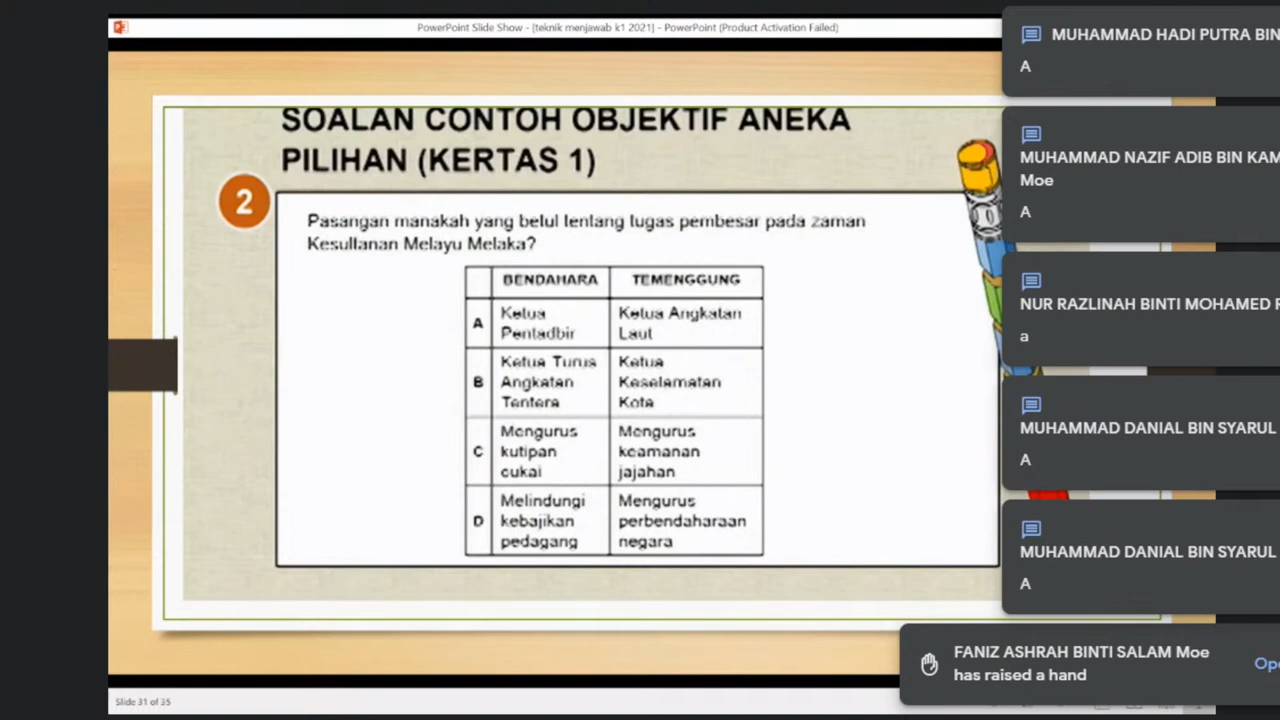 PowerPoint Slide Show - [teknik menjawab k1 2021] - PowerPoint (Product Activation Failed)
SOALAN CONTOH OBJEKTIF ANEKA
PILIHAN (KERTAS 1)
2
Pasangan manakah yang betul tentang tugas pembesar pada zaman
Kesultanan Melayu Melaka?
BENDAHARA TEMENGGUNG
A Ketua Pentadbir Ketua Angkatan Laut
B Ketua Turus Angkatan Tentera Ketua Keselamatan Kota
C Mengurus kutipan cukai Mengurus keamanan jajahan
D Melindungi kebajikan pedagang Mengurus perbendaharaan negara
Slide 31 of 35
MUHAMMAD HADI PUTRA BIN
A
MUHAMMAD NAZIF ADIB BIN KAM
Moe
A
NUR RAZLINAH BINTI MOHAMED
a
MUHAMMAD DANIAL BIN SYARUL
A
MUHAMMAD DANIAL BIN SYARUL
A
FANIZ ASHRAH BINTI SALAM Moe
has raised a hand
Ope